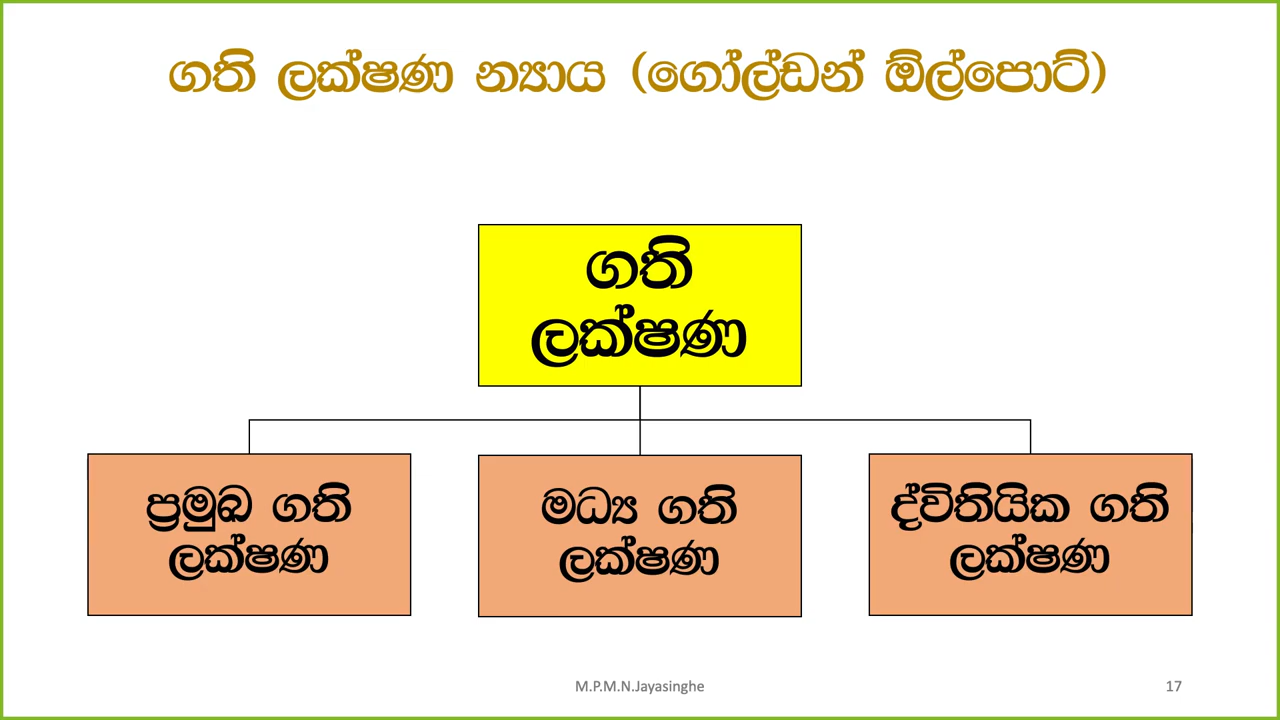 ගති ලක්ෂණ න්‍යාය (ගෝල්ඩන් ඕල්පොට්)
ගති
ලක්ෂණ
ප්‍රමුඛ ගති
ලක්ෂණ
මධ්‍ය ගති
ලක්ෂණ
ද්විතියික ගති
ලක්ෂණ
M.P.M.N.Jayasinghe
17